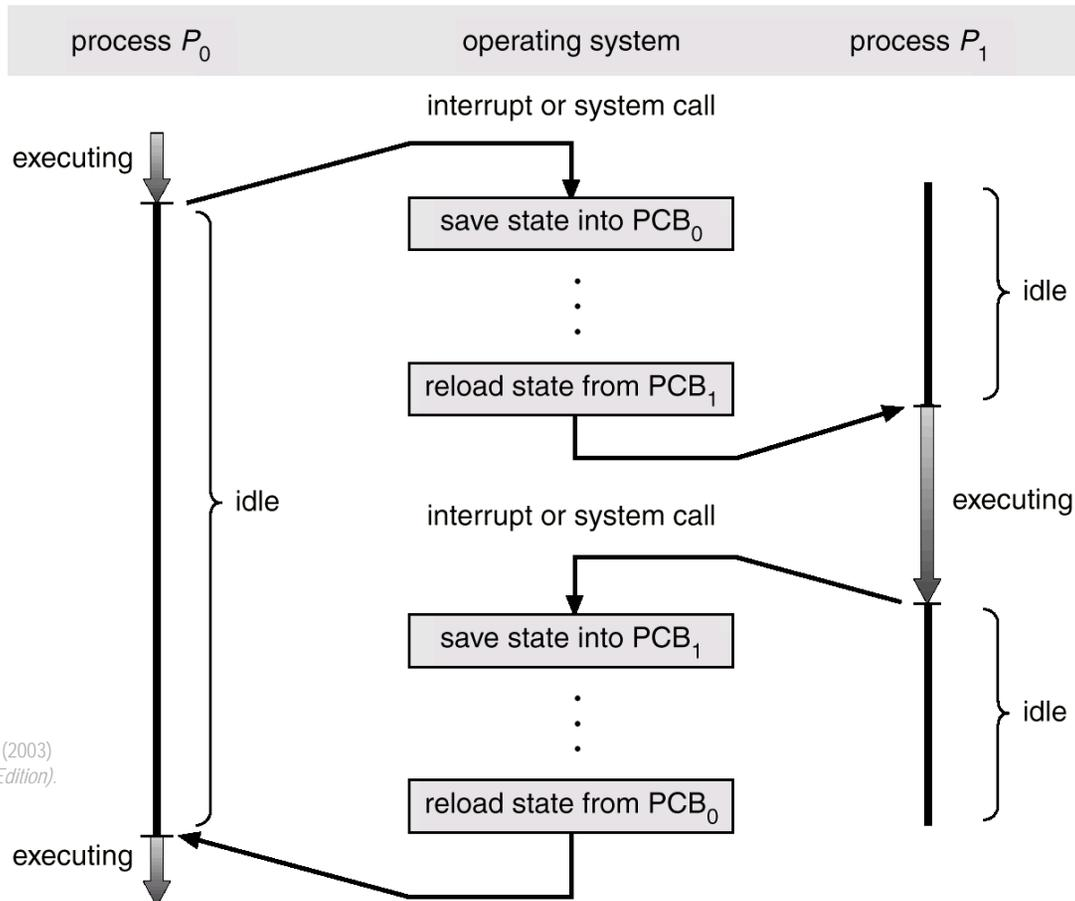 process P0 operating system process P1
interrupt or system call
executing
save state into PCB0
idle
reload state from PCB1
idle
executing
interrupt or system call
save state into PCB1
idle
(2003)
Edition).
reload state from PCB0
executing